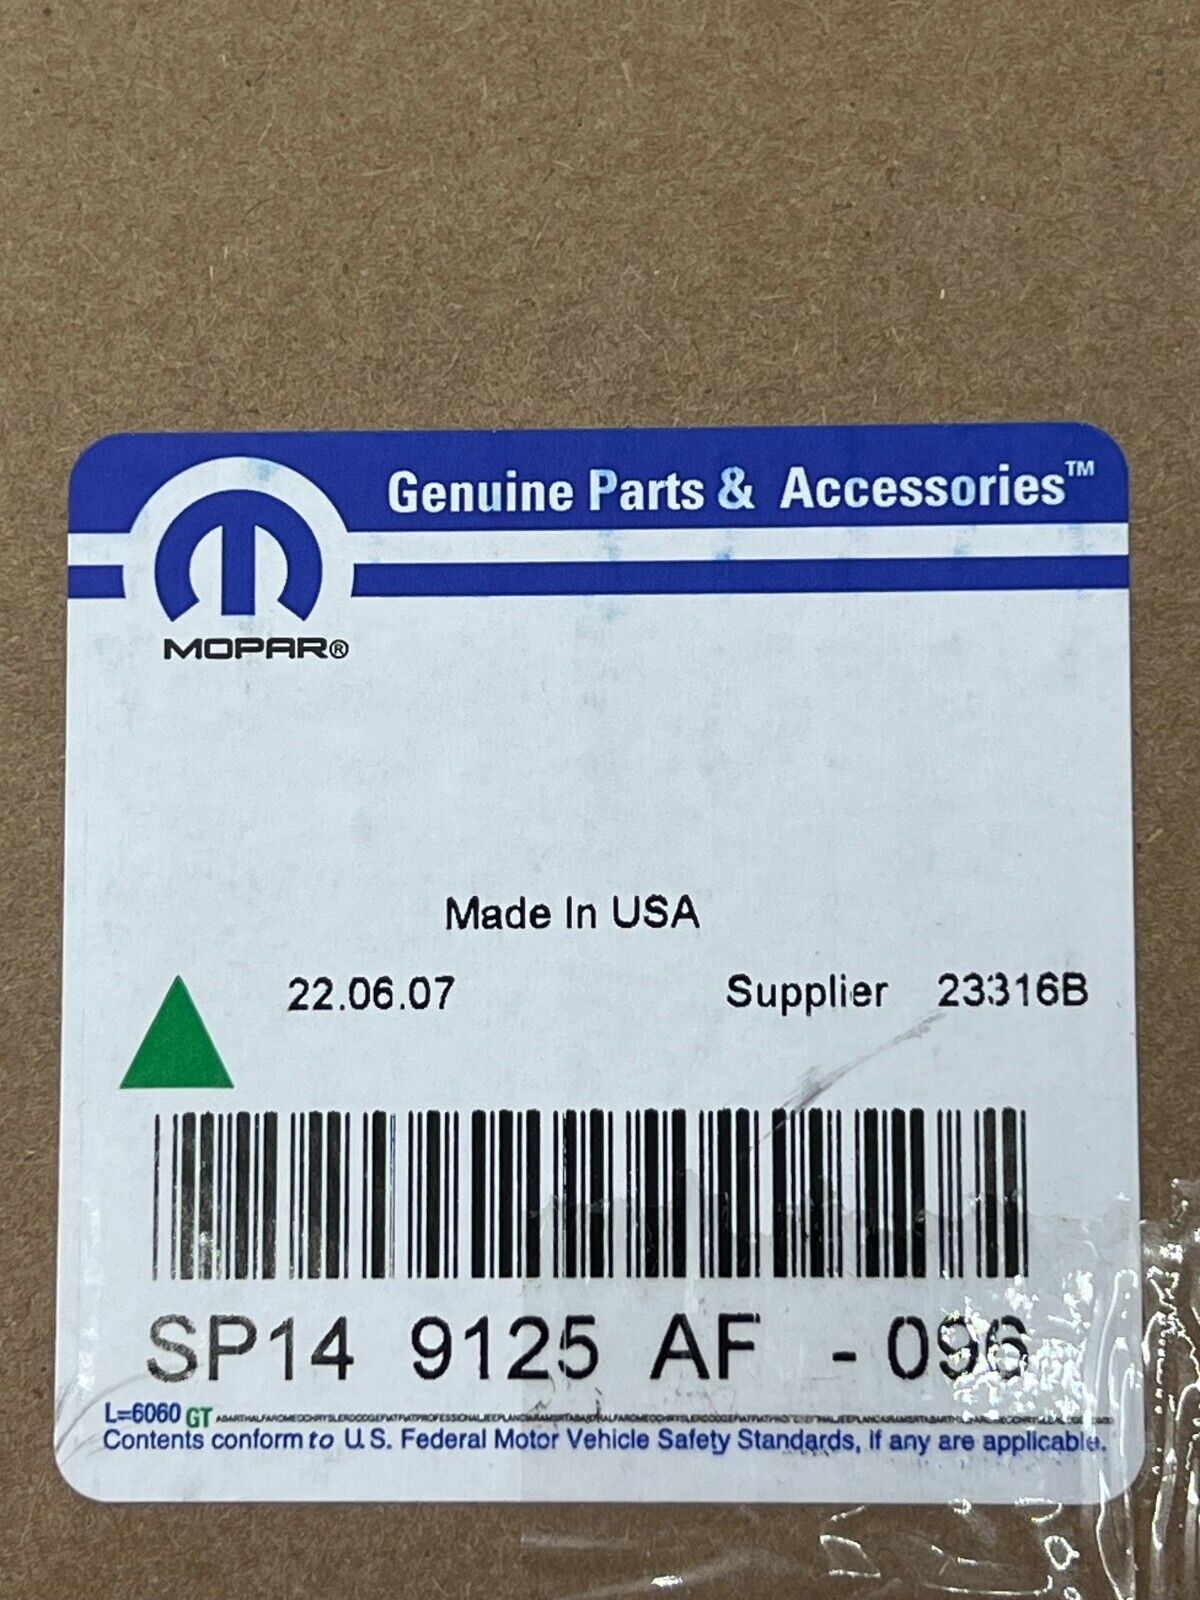 Genuine Parts & Accessories™
MOPAR®
Made In USA
22.06.07 Supplier 23316B
SP14 9125 AF - 096
L=6060 GT
Contents conform to U.S. Federal Motor Vehicle Safety Standards, if any are applicable.